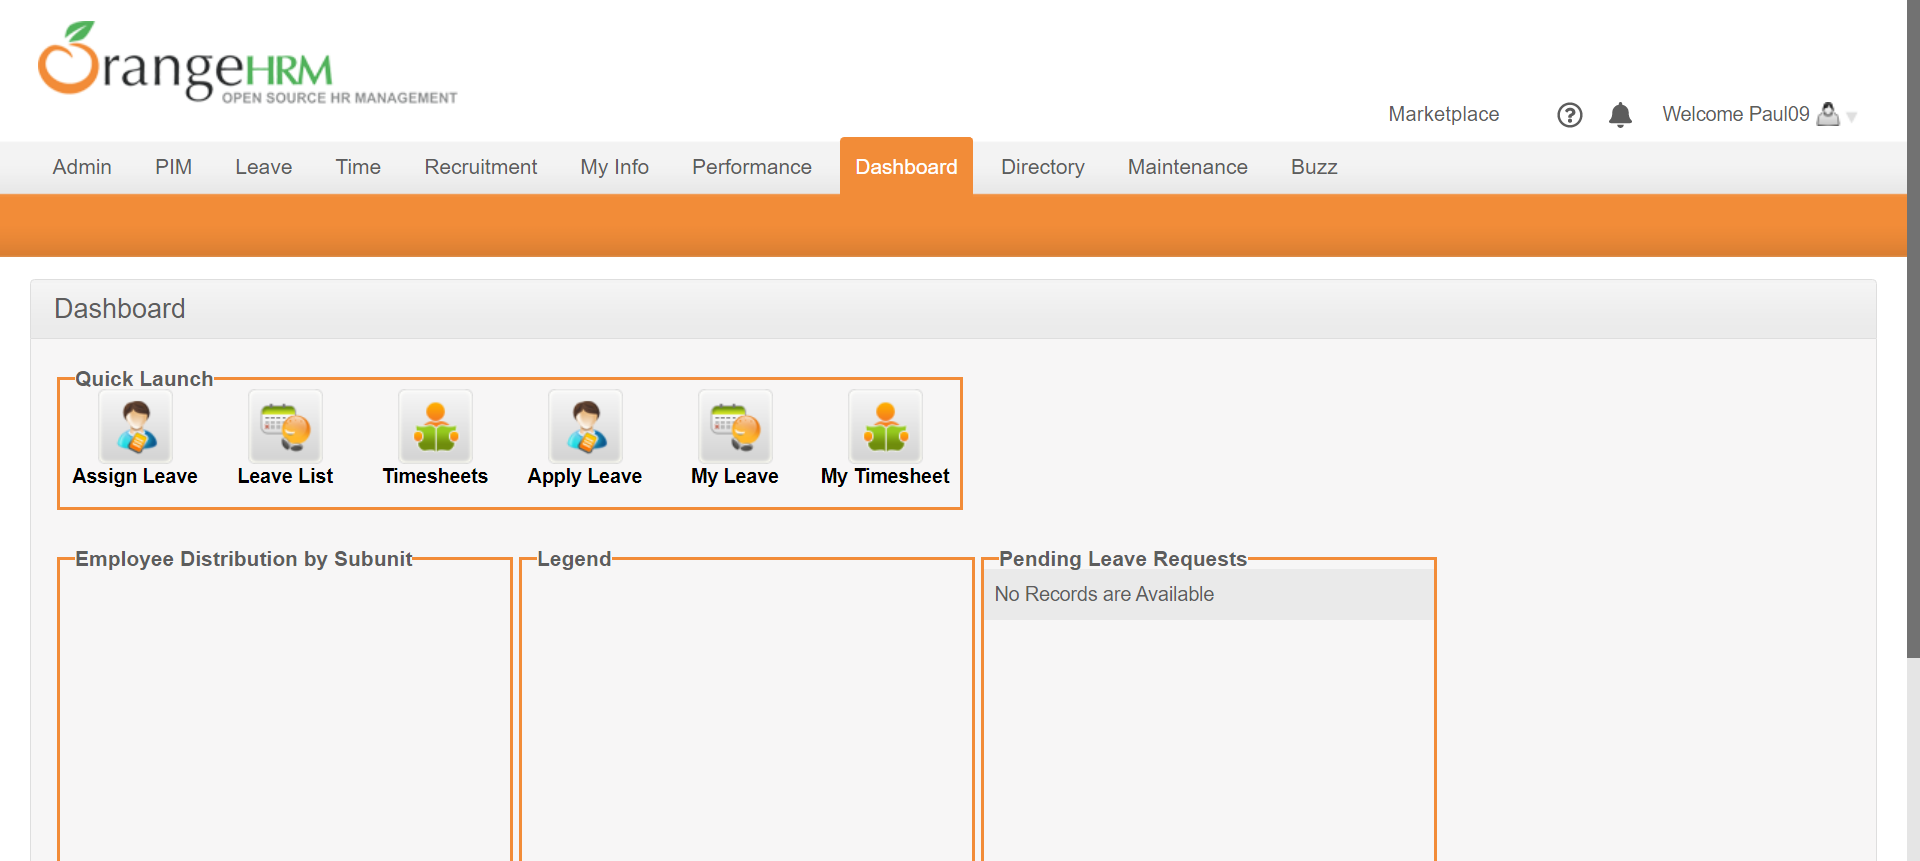 OrangeHRM
OPEN SOURCE HR MANAGEMENT
Marketplace
?
Welcome Paul09
Admin PIM Leave Time Recruitment My Info Performance Dashboard Directory Maintenance Buzz
Dashboard
Quick Launch
Assign Leave Leave List Timesheets Apply Leave My Leave My Timesheet
Employee Distribution by Subunit
Legend
Pending Leave Requests
No Records are Available